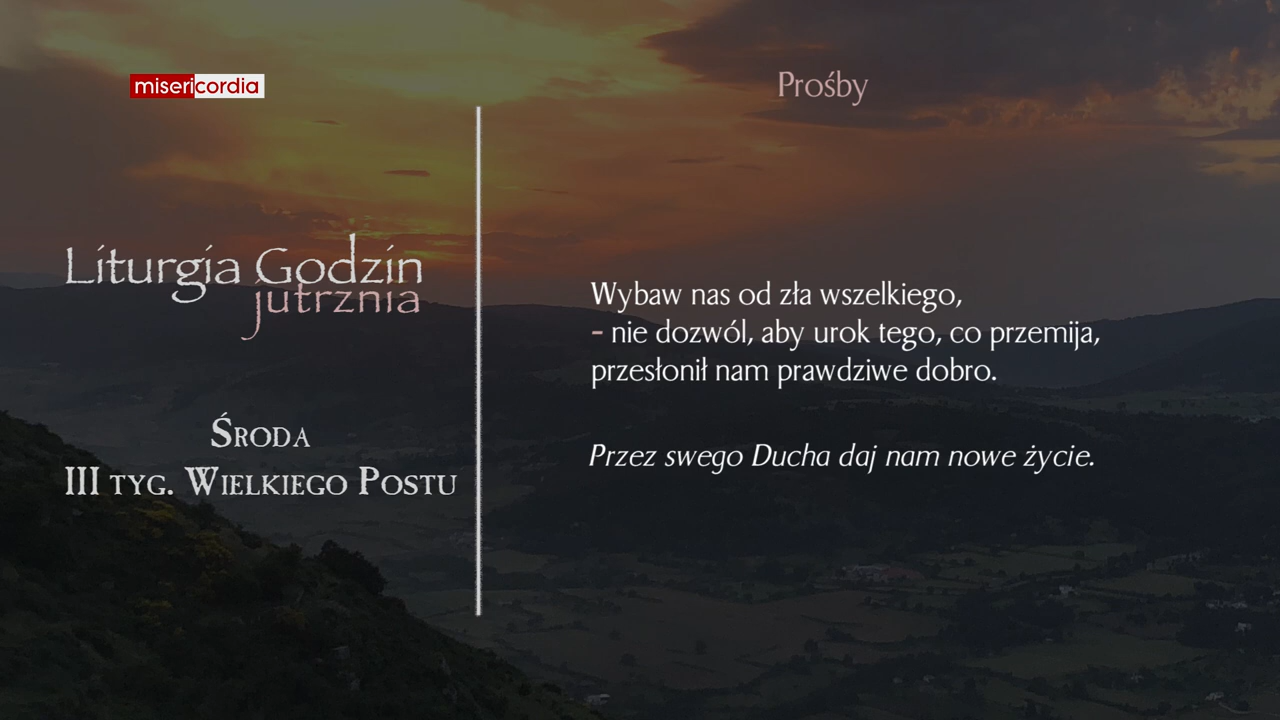 misericordia
Liturgia Godzin
jutrznia
Środa
III tyg. Wielkiego Postu
Prośby
Wybaw nas od zła wszelkiego,
- nie dozwól, aby urok tego, co przemija,
przesłonił nam prawdziwe dobro.
Przez swego Ducha daj nam nowe życie.